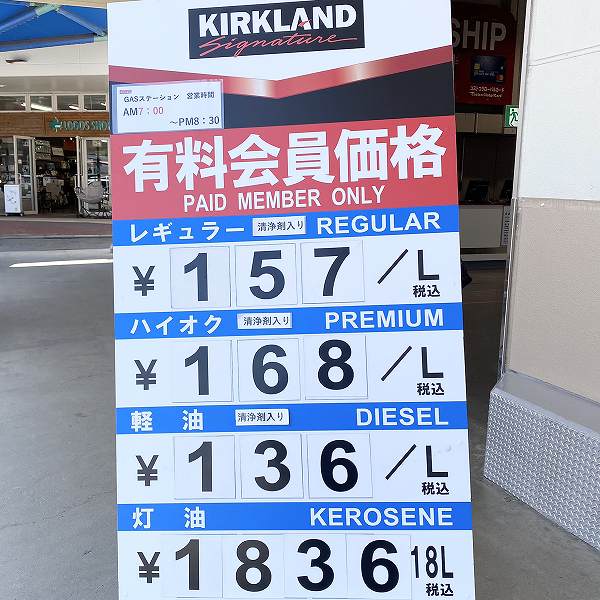 KIRKLAND
Signature
SHIP
GASステーション 営業時間
AM7:00
～PM8:30
LOGOS SHOP
有料会員価格
PAID MEMBER ONLY
レギュラー 清浄剤入り REGULAR
¥ 157 /L
税込
ハイオク 清浄剤入り PREMIUM
¥ 168 /L
税込
軽油 清浄剤入り DIESEL
¥ 136 /L
税込
灯油 KEROSENE
¥ 1836 18L
税込